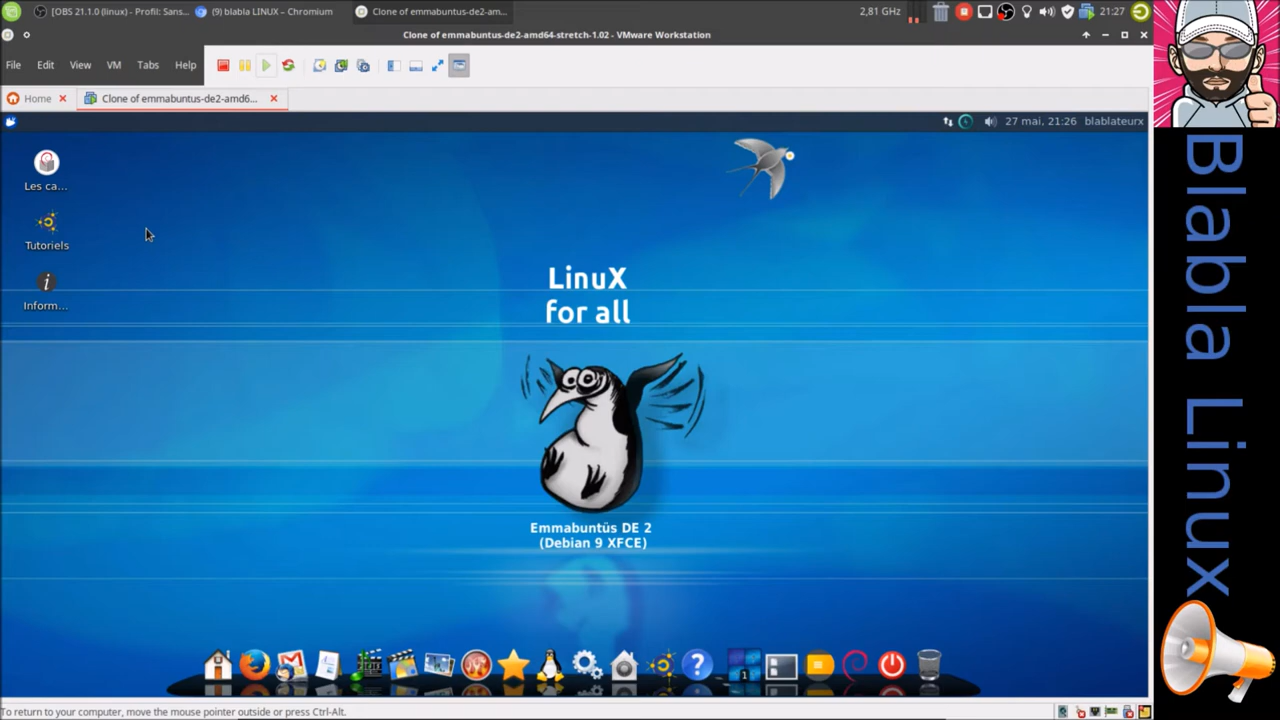 [OBS 21.1.0 (linux) - Profil: Sans...
(9) blabla LINUX - Chromium
Clone of emmabuntus-de2-am...
2,81 GHz
21:27
Clone of emmabuntus-de2-amd64-stretch-1.02 - VMware Workstation
File Edit View VM Tabs Help
Home
Clone of emmabuntus-de2-amd6...
27 mai, 21:26 blablateurx
Les ca...
Tutoriels
Inform...
LinuX
for all
Emmabuntüs DE 2
(Debian 9 XFCE)
1
To return to your computer, move the mouse pointer outside or press Ctrl-Alt.
Blabla Linux